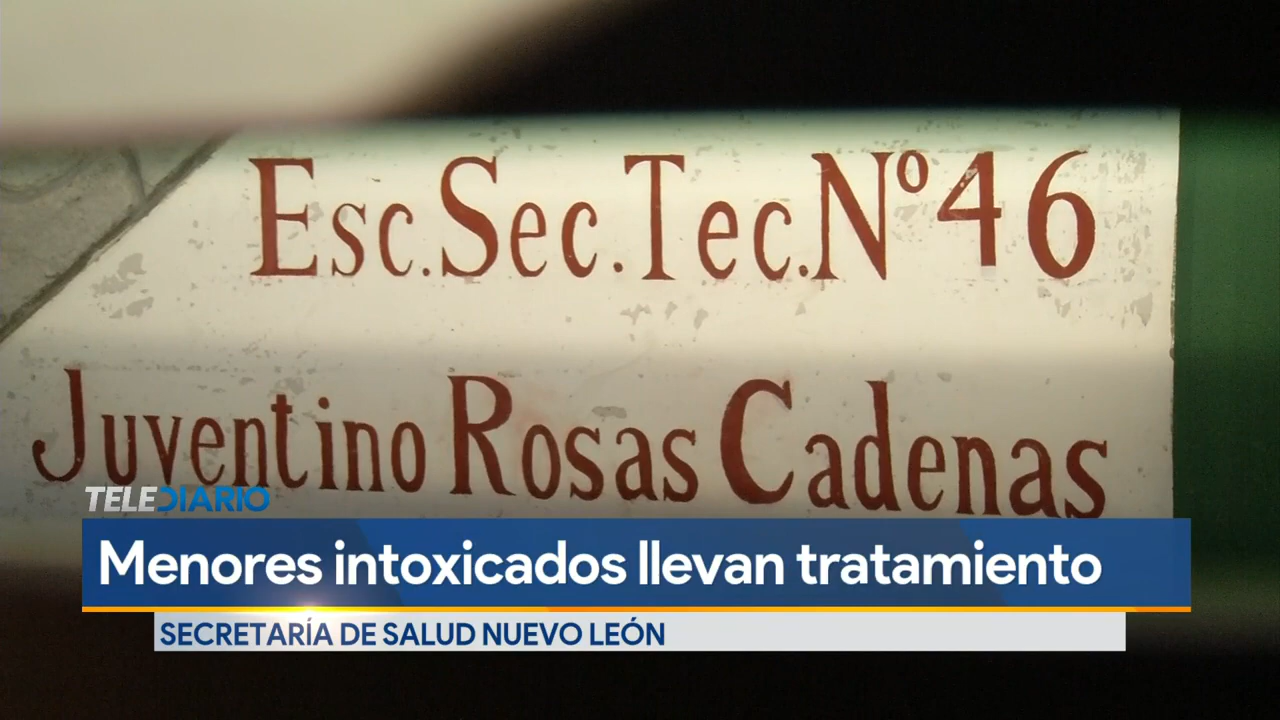 Esc.Sec.Tec.Nº46
Juventino Rosas Cadenas
TELEDIARIO
Menores intoxicados llevan tratamiento
SECRETARÍA DE SALUD NUEVO LEÓN